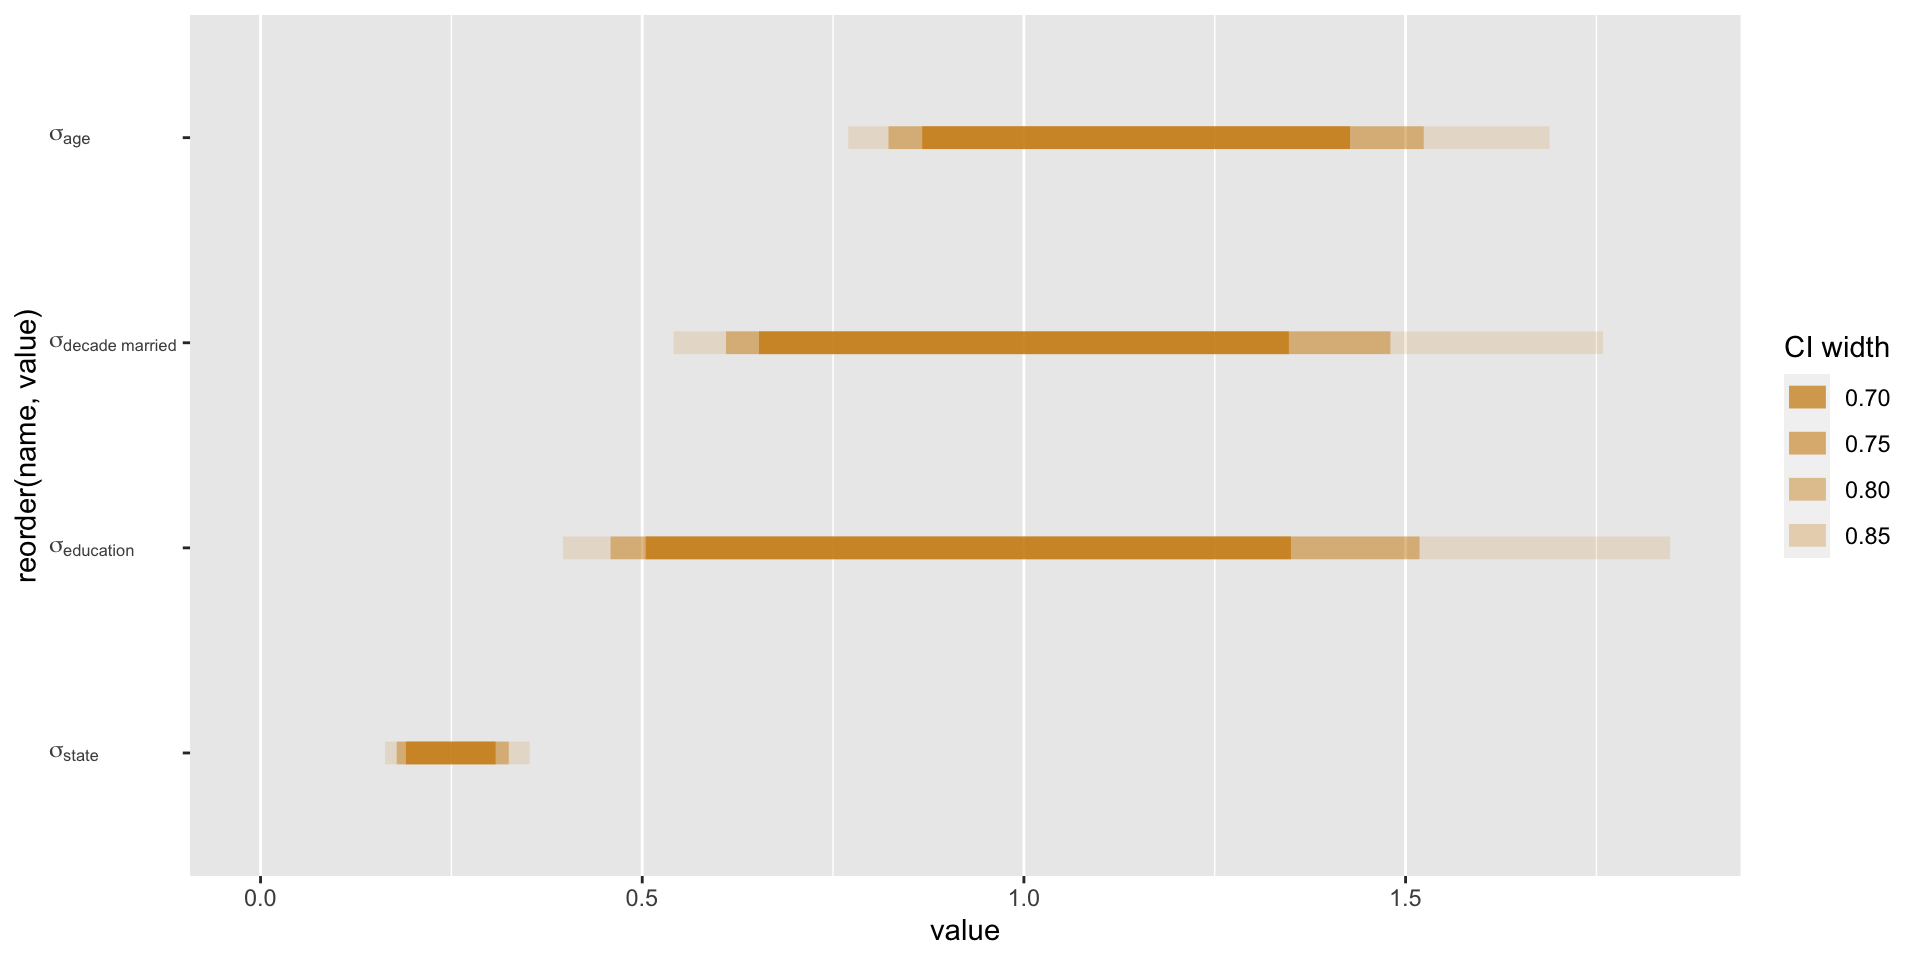 σage
σdecade married
σeducation
σstate
reorder(name, value)
0.0 0.5 1.0 1.5
value
CI width
0.70
0.75
0.80
0.85